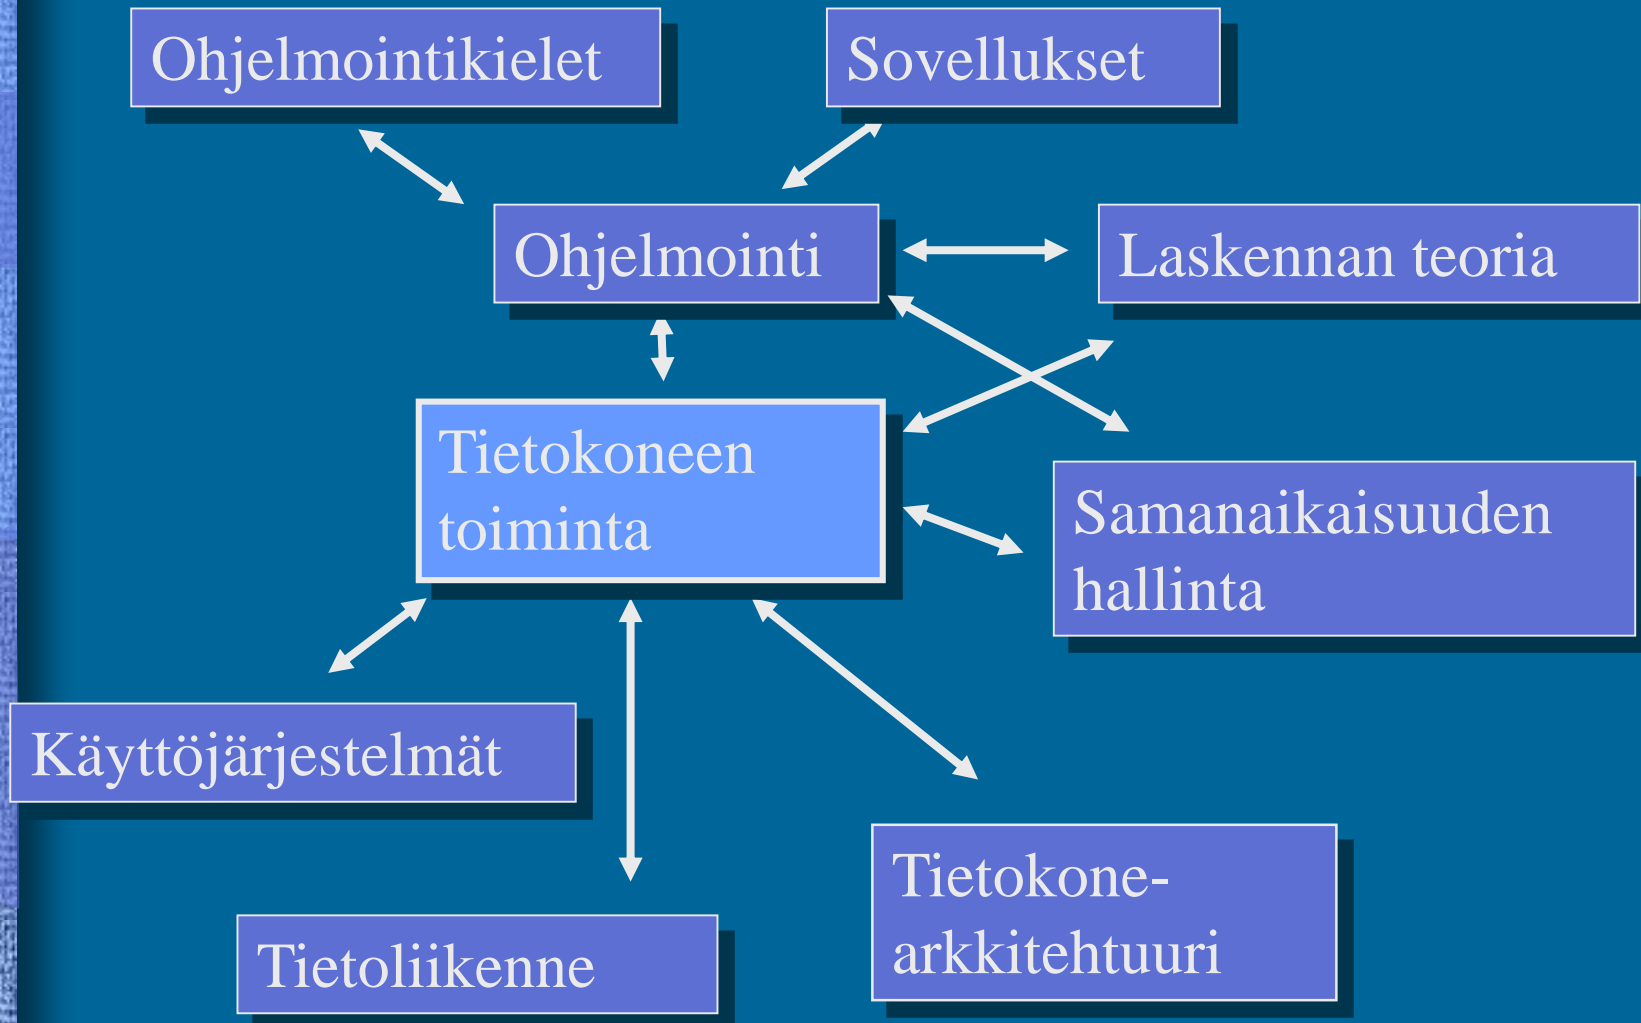 Ohjelmointikielet
Sovellukset
Ohjelmointi
Laskennan teoria
Tietokoneen
toiminta
Samanaikaisuuden
hallinta
Käyttöjärjestelmät
Tietokone-
arkkitehtuuri
Tietoliikenne